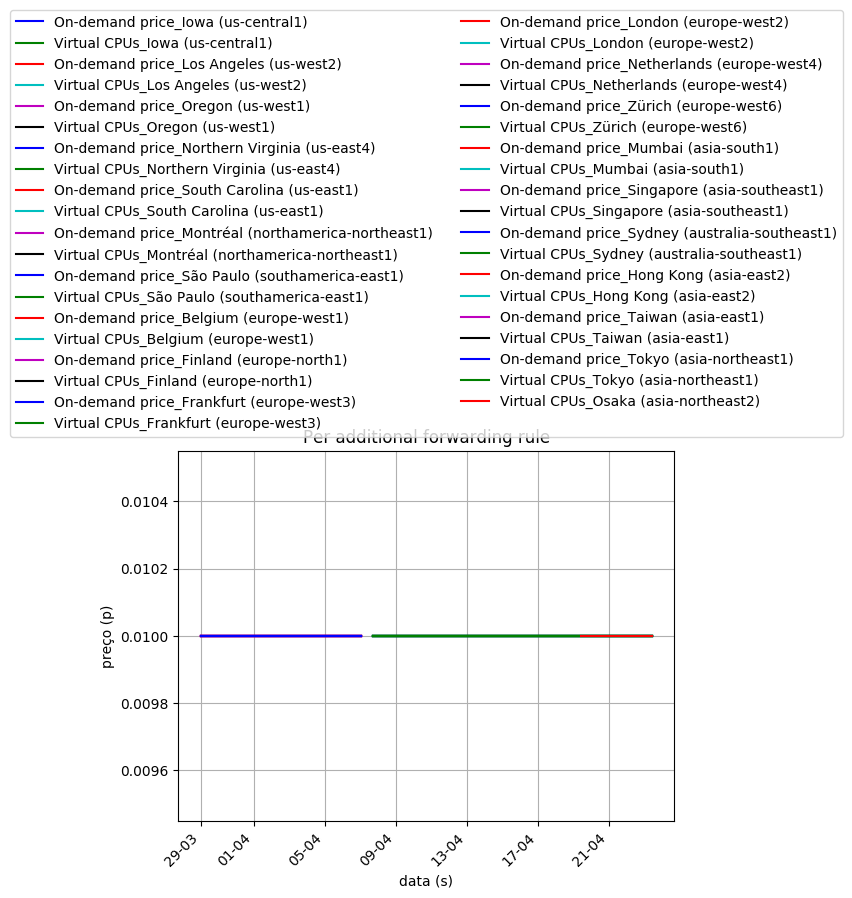 On-demand price_Iowa (us-central1)
Virtual CPUs_Iowa (us-central1)
On-demand price_Los Angeles (us-west2)
Virtual CPUs_Los Angeles (us-west2)
On-demand price_Oregon (us-west1)
Virtual CPUs_Oregon (us-west1)
On-demand price_Northern Virginia (us-east4)
Virtual CPUs_Northern Virginia (us-east4)
On-demand price_South Carolina (us-east1)
Virtual CPUs_South Carolina (us-east1)
On-demand price_Montréal (northamerica-northeast1)
Virtual CPUs_Montréal (northamerica-northeast1)
On-demand price_São Paulo (southamerica-east1)
Virtual CPUs_São Paulo (southamerica-east1)
On-demand price_Belgium (europe-west1)
Virtual CPUs_Belgium (europe-west1)
On-demand price_Finland (europe-north1)
Virtual CPUs_Finland (europe-north1)
On-demand price_Frankfurt (europe-west3)
Virtual CPUs_Frankfurt (europe-west3)
On-demand price_London (europe-west2)
Virtual CPUs_London (europe-west2)
On-demand price_Netherlands (europe-west4)
Virtual CPUs_Netherlands (europe-west4)
On-demand price_Zürich (europe-west6)
Virtual CPUs_Zürich (europe-west6)
On-demand price_Mumbai (asia-south1)
Virtual CPUs_Mumbai (asia-south1)
On-demand price_Singapore (asia-southeast1)
Virtual CPUs_Singapore (asia-southeast1)
On-demand price_Sydney (australia-southeast1)
Virtual CPUs_Sydney (australia-southeast1)
On-demand price_Hong Kong (asia-east2)
Virtual CPUs_Hong Kong (asia-east2)
On-demand price_Taiwan (asia-east1)
Virtual CPUs_Taiwan (asia-east1)
On-demand price_Tokyo (asia-northeast1)
Virtual CPUs_Tokyo (asia-northeast1)
Virtual CPUs_Osaka (asia-northeast2)
Per additional forwarding rule
0.0104
0.0102
0.0100
0.0098
0.0096
preço (p)
29-03
01-04
05-04
09-04
13-04
17-04
21-04
data (s)